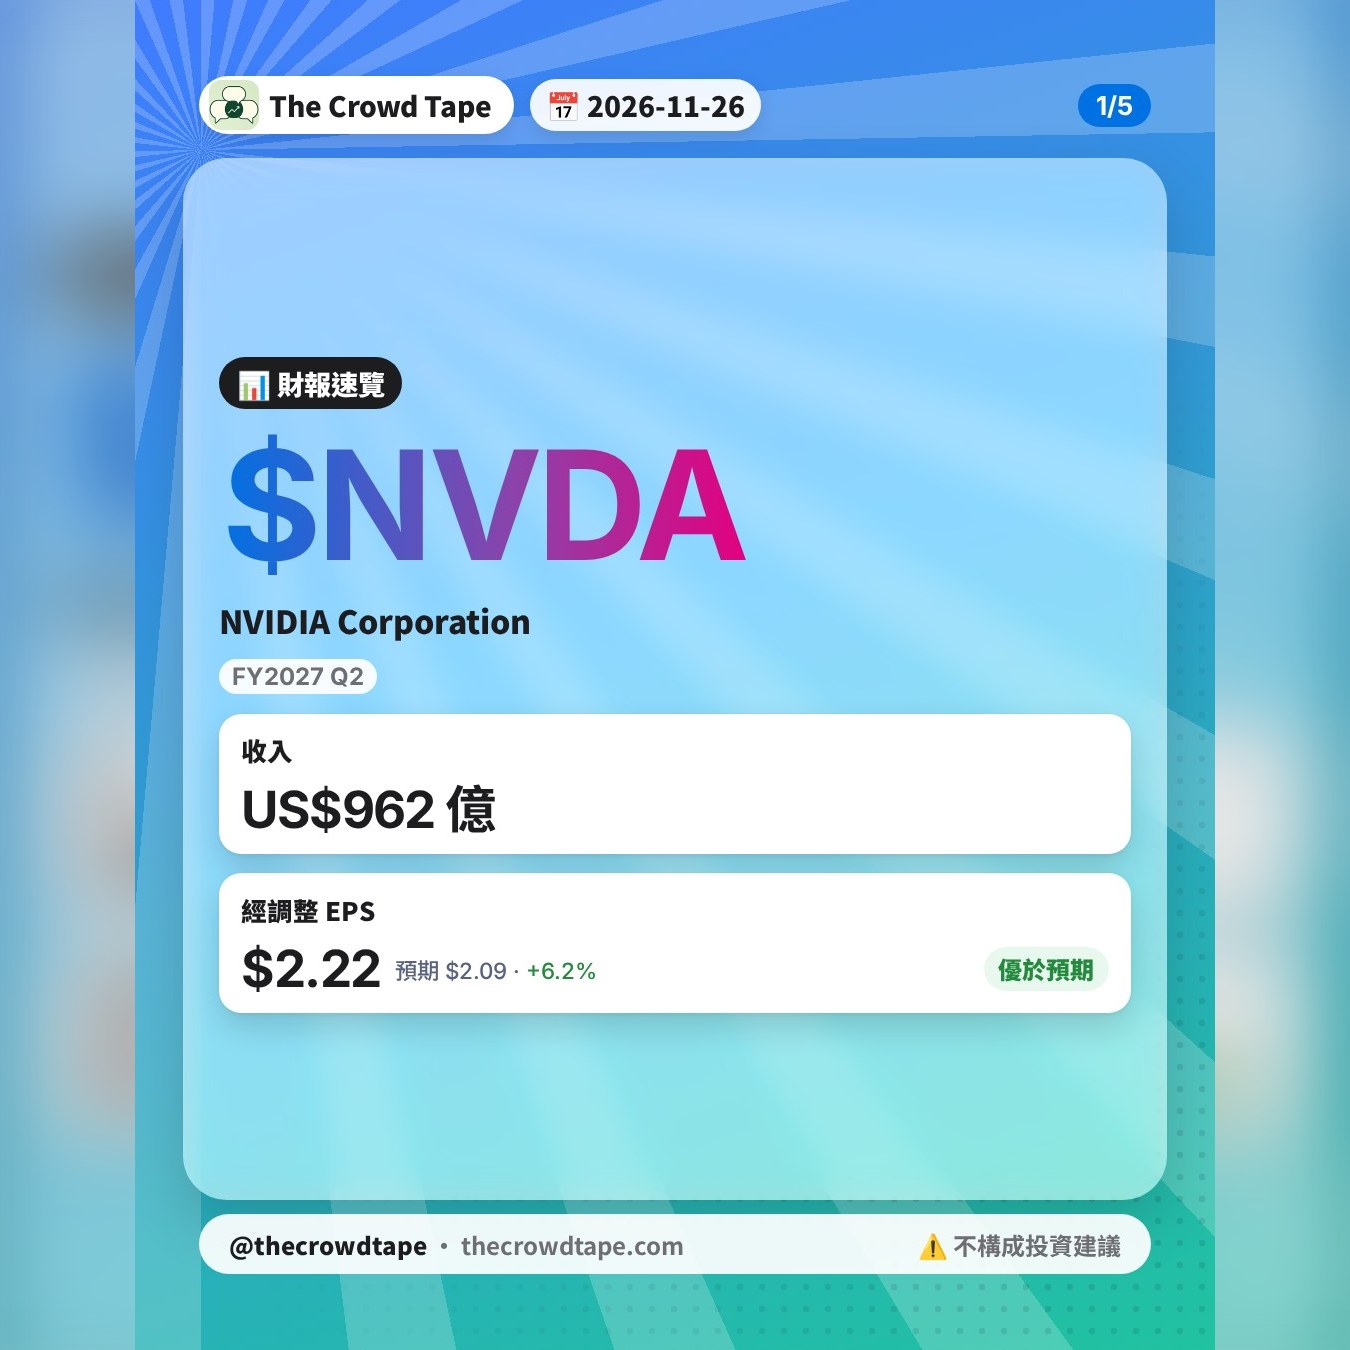 The Crowd Tape
📅 2026-11-26
1/5
📊 財報速覽
$NVDA
NVIDIA Corporation
FY2027 Q2
收入
US$962 億
經調整 EPS
$2.22 預期 $2.09 · +6.2% 優於預期
@thecrowdtape • thecrowdtape.com
⚠️ 不構成投資建議